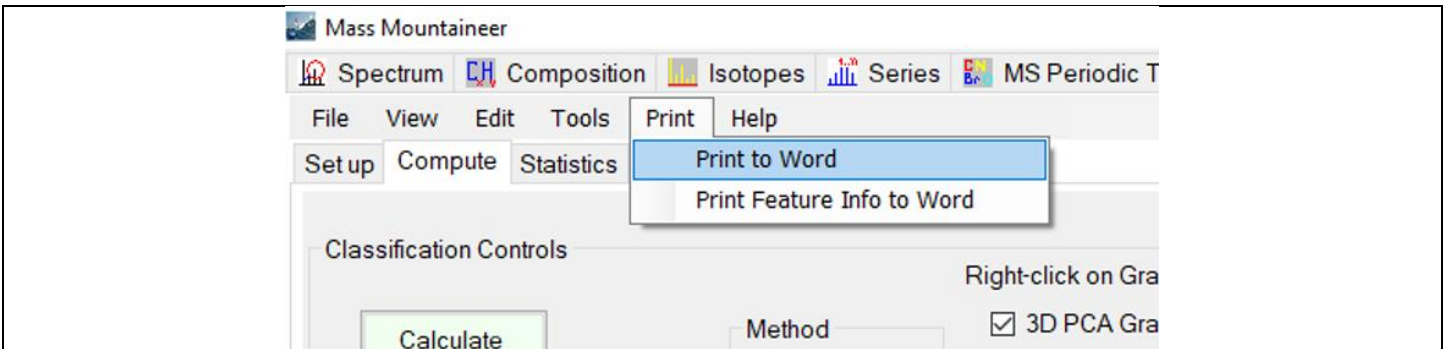 Mass Mountaineer
Spectrum Composition Isotopes Series MS Periodic T
File View Edit Tools Print Help
Set up Compute Statistics Print to Word
Print Feature Info to Word
Classification Controls
Right-click on Gra
Calculate Method 3D PCA Gra